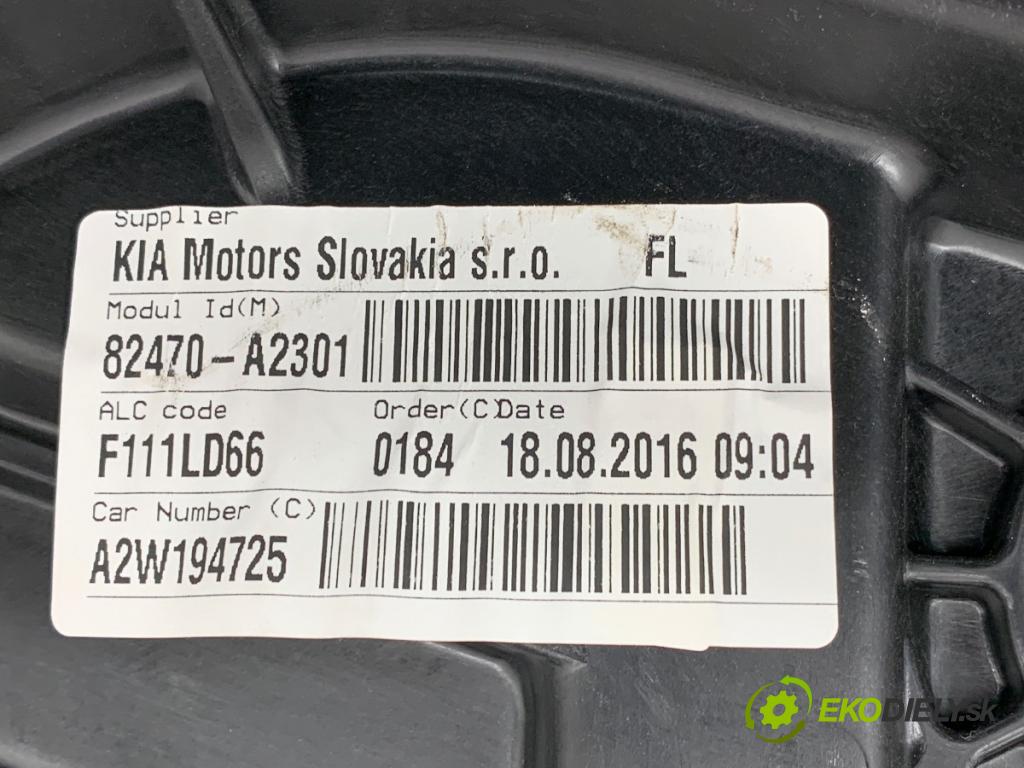 Supplier
KIA Motors Slovakia s.r.o. FL
Modul Id(M)
82470-A2301
ALC code Order(C)Date
F111LD66 0184 18.08.2016 09:04
Car Number (C)
A2W194725
EKODIELY.sk